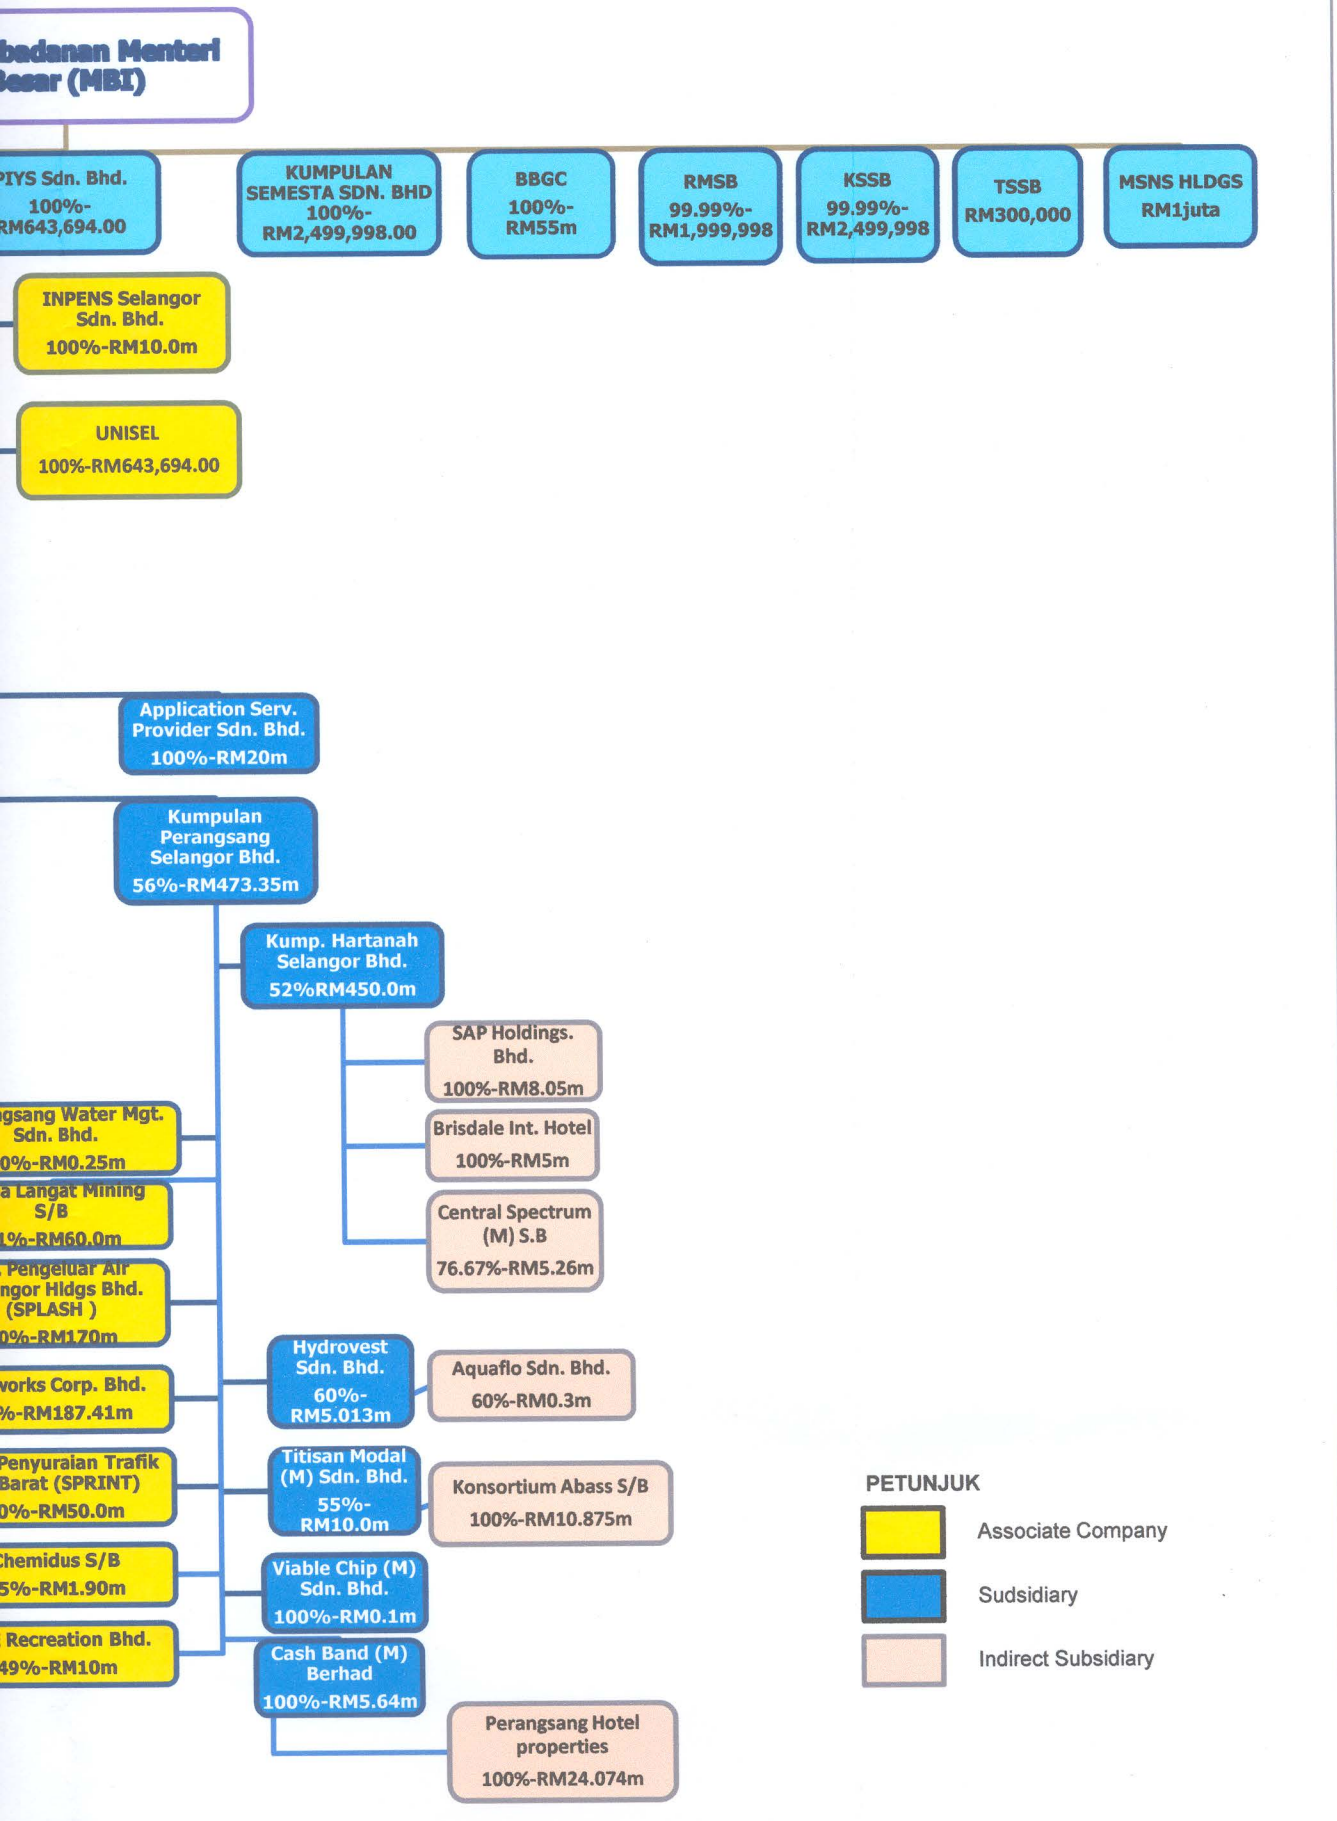 Menteri
(MBI)
PIYS Sdn. Bhd.
100%-
RM643,694.00
KUMPULAN
SEMESTA SDN. BHD
100%-
RM2,499,998.00
BBGC
100%-
RM55m
RMSB
99.99%-
RM1,999,998
KSSB
99.99%-
RM2,499,998
TSSB
RM300,000
MSNS HLDGS
RM1juta
INPENS Selangor
Sdn. Bhd.
100%-RM10.0m
UNISEL
100%-RM643,694.00
Application Serv.
Provider Sdn. Bhd.
100%-RM20m
Kumpulan
Perangsang
Selangor Bhd.
56%-RM473.35m
Kump. Hartanah
Selangor Bhd.
52%RM450.0m
SAP Holdings.
Bhd.
100%-RM8.05m
Brisdale Int. Hotel
100%-RM5m
Central Spectrum
(M) S.B
76.67%-RM5.26m
Water Mgt.
Sdn. Bhd.
0%-RM0.25m
a Langat Mining
S/B
1%-RM60.0m
Pengeluar Air
ngor Hldgs Bhd.
(SPLASH )
0%-RM170m
works Corp. Bhd.
%-RM187.41m
Penyuraian Trafik
Barat (SPRINT)
0%-RM50.0m
Chemidus S/B
5%-RM1.90m
Recreation Bhd.
49%-RM10m
Hydrovest
Sdn. Bhd.
60%-
RM5.013m
Aquaflo Sdn. Bhd.
60%-RM0.3m
Titisan Modal
(M) Sdn. Bhd.
55%-
RM10.0m
Konsortium Abass S/B
100%-RM10.875m
Viable Chip (M)
Sdn. Bhd.
100%-RM0.1m
Cash Band (M)
Berhad
100%-RM5.64m
Perangsang Hotel
properties
100%-RM24.074m
PETUNJUK
Associate Company
Sudsidiary
Indirect Subsidiary